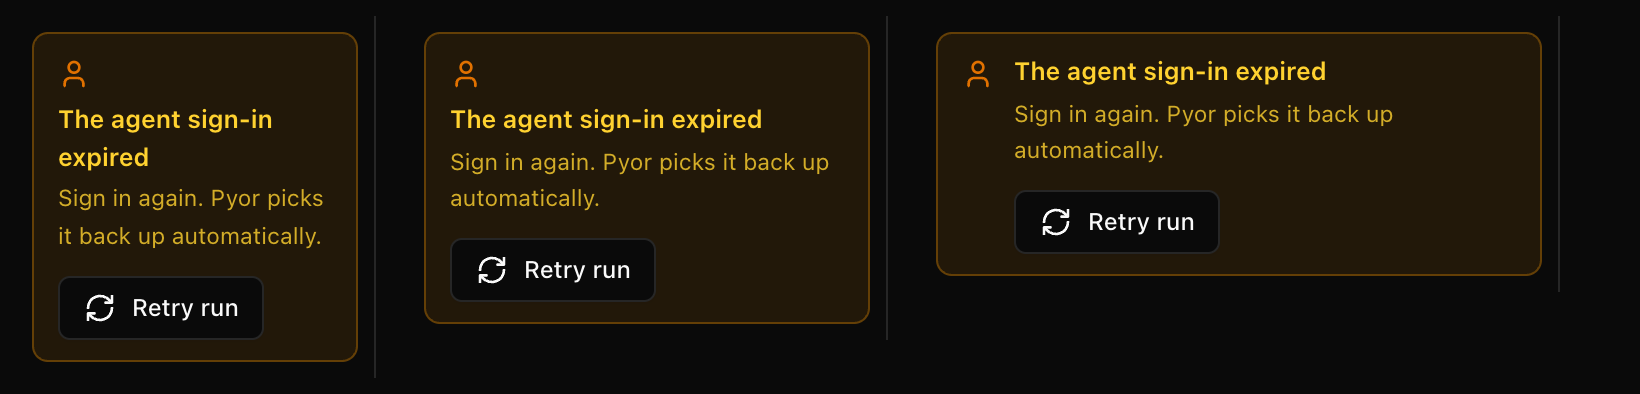 The agent sign-in
expired
Sign in again. Pyor picks
it back up automatically.
Retry run
The agent sign-in expired
Sign in again. Pyor picks it back up
automatically.
Retry run
The agent sign-in expired
Sign in again. Pyor picks it back up
automatically.
Retry run